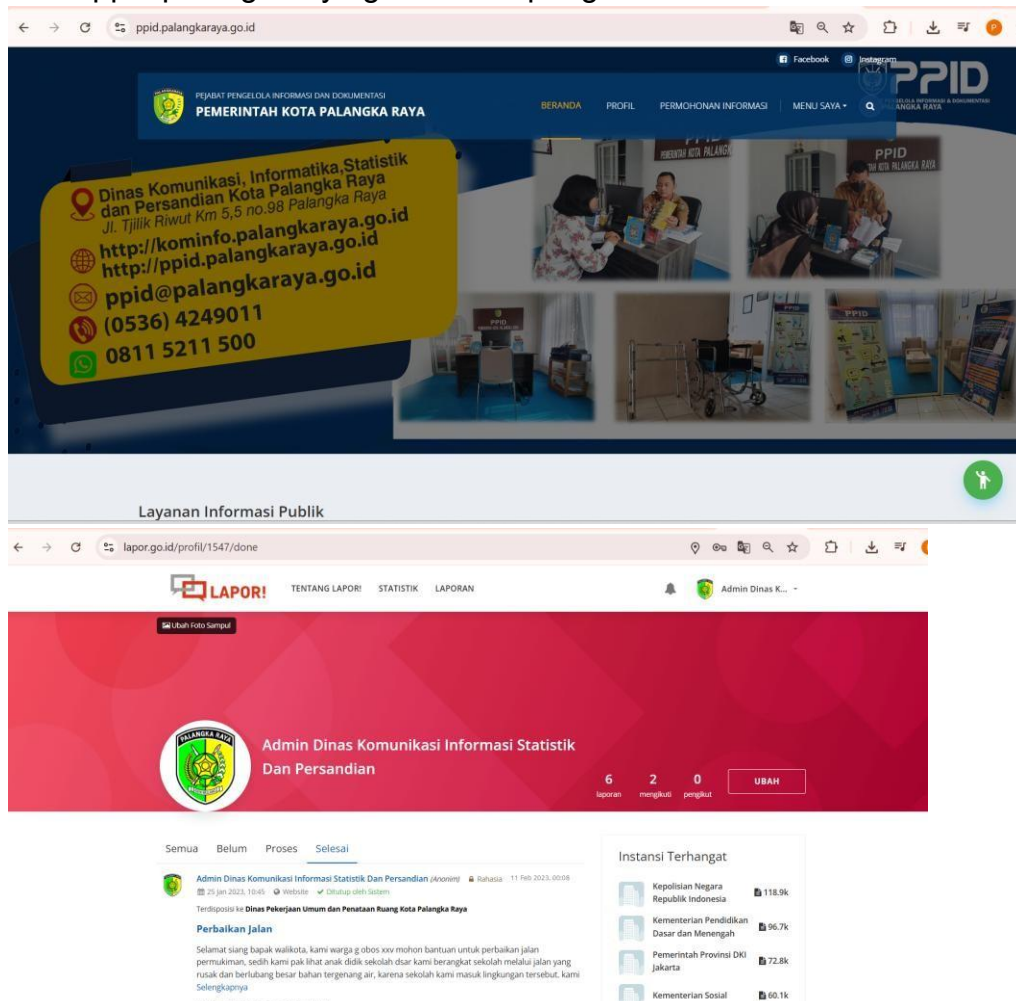 ppid.palangkaraya.go.id
Facebook Instagram
PPID
PEJABAT PENGELOLA INFORMASI DAN DOKUMENTASI
PEMERINTAH KOTA PALANGKA RAYA
BERANDA PROFIL PERMOHONAN INFORMASI MENU SAYA
Dinas Komunikasi, Informatika,Statistik
dan Persandian Kota Palangka Raya
Jl. Tjilik Riwut Km 5,5 no.98 Palangka Raya
http://kominfo.palangkaraya.go.id
http://ppid.palangkaraya.go.id
ppid@palangkaraya.go.id
(0536) 4249011
0811 5211 500
PPID
PPID
PPID
Layanan Informasi Publik
lapor.go.id/profil/1547/done
LAPOR! TENTANG LAPOR! STATISTIK LAPORAN Admin Dinas K...
Ubah Foto Sampul
PALANGKA RAYA
Admin Dinas Komunikasi Informasi Statistik
Dan Persandian
6 2 0 UBAH
laporan mengikuti pengikut
Semua Belum Proses Selesai
Admin Dinas Komunikasi Informasi Statistik Dan Persandian (Anonim) Rahasia 11 Feb 2023, 00:08
25 Jan 2023, 10:45 Website Ditutup oleh Sistem
Terdisposisi ke Dinas Pekerjaan Umum dan Penataan Ruang Kota Palangka Raya
Perbaikan Jalan
Selamat siang bapak walikota, kami warga g obos xxv mohon bantuan untuk perbaikan jalan
permukiman, sedih kami pak lihat anak didik sekolah dsar kami berangkat sekolah melalui jalan yang
rusak dan berlubang besar bahan tergenang air, karena sekolah kami masuk lingkungan tersebut. kami
Selengkapnya
Instansi Terhangat
Kepolisian Negara
Republik Indonesia 118.9k
Kementerian Pendidikan
Dasar dan Menengah 96.7k
Pemerintah Provinsi DKI
Jakarta 72.8k
Kementerian Sosial 60.1k